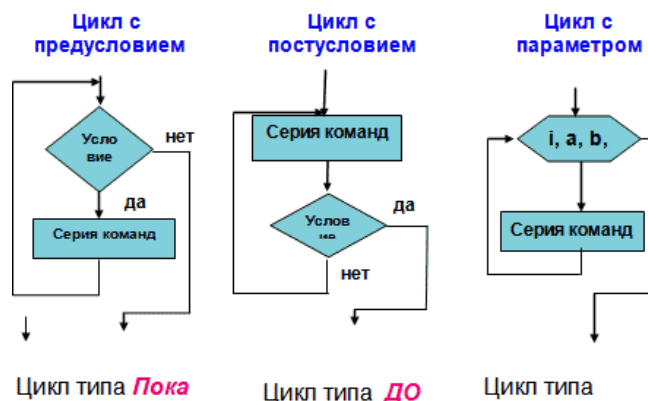 Цикл с
предусловием
Усло
вие
нет
да
Серия команд
Цикл типа Пока
Цикл с
постусловием
Серия команд
Услов
да
нет
Цикл типа ДО
Цикл с
параметром
i, a, b,
Серия команд
Цикл типа